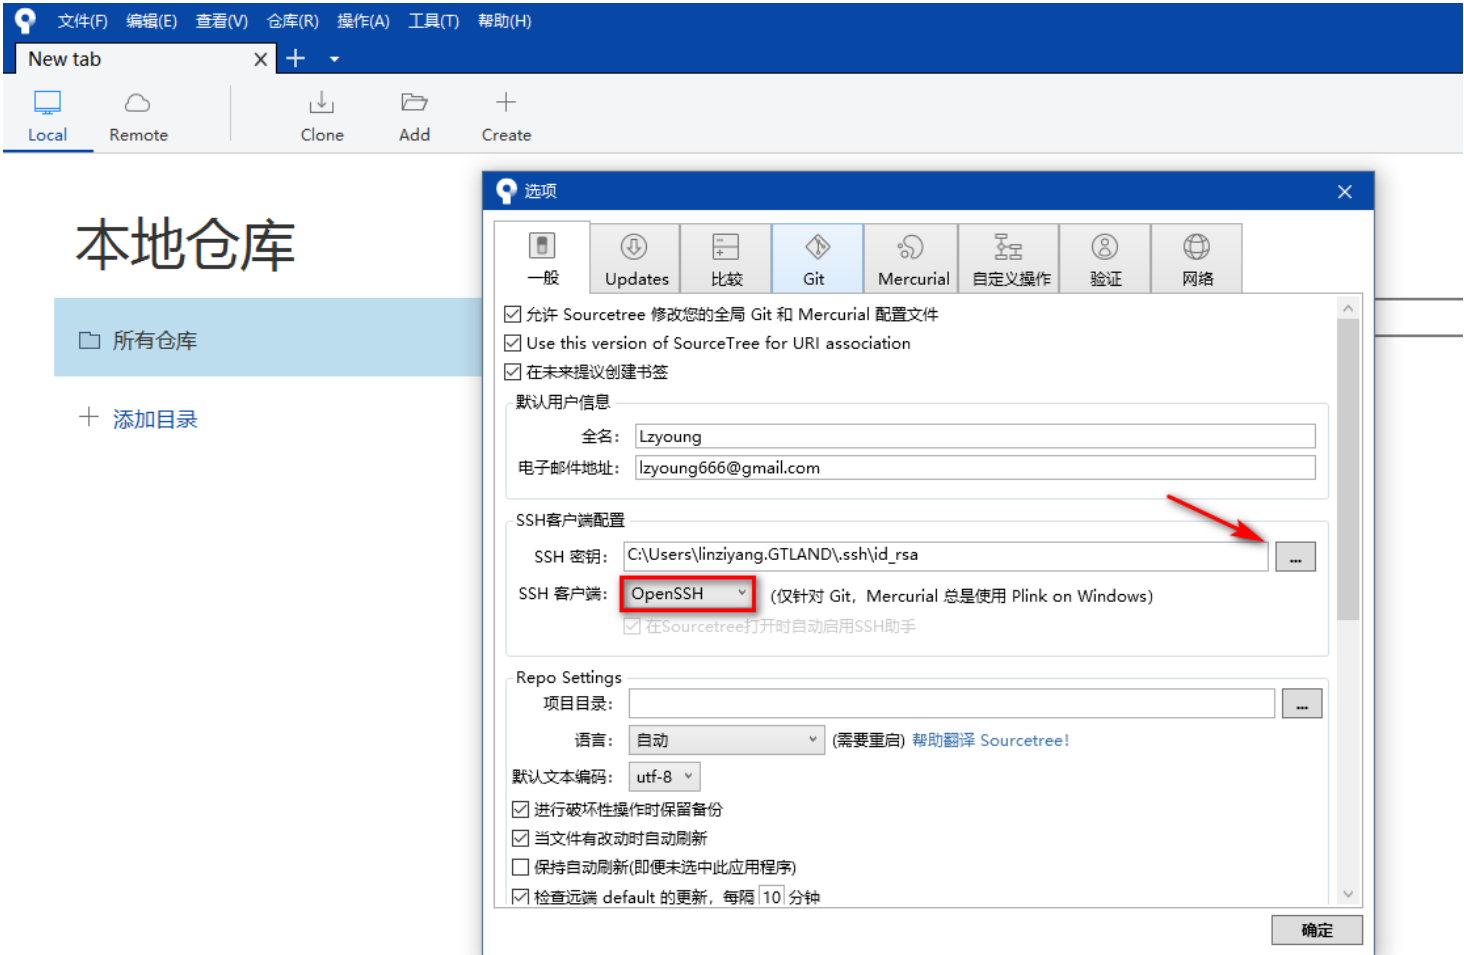 文件(F) 编辑(E) 查看(V) 仓库(R) 操作(A) 工具(T) 帮助(H)
New tab
Local Remote Clone Add Create
选项
本地仓库
一般 Updates 比较 Git Mercurial 自定义操作 验证 网络
允许 Sourcetree 修改您的全局 Git 和 Mercurial 配置文件
所有仓库
Use this version of SourceTree for URI association
在未来提议创建书签
添加目录
默认用户信息
全名: Lzyoung
电子邮件地址: lzyoung666@gmail.com
SSH客户端配置
SSH 密钥: C:\Users\linziyang.GTLAND\.ssh\id_rsa ...
SSH 客户端: OpenSSH (仅针对 Git, Mercurial 总是使用 Plink on Windows)
在Sourcetree打开时自动启用SSH助手
Repo Settings
项目目录: ...
语言: 自动 (需要重启) 帮助翻译 Sourcetree!
默认文本编码: utf-8
进行破坏性操作时保留备份
当文件有改动时自动刷新
保持自动刷新(即便未选中此应用程序)
检查远端 default 的更新, 每隔 10 分钟
确定